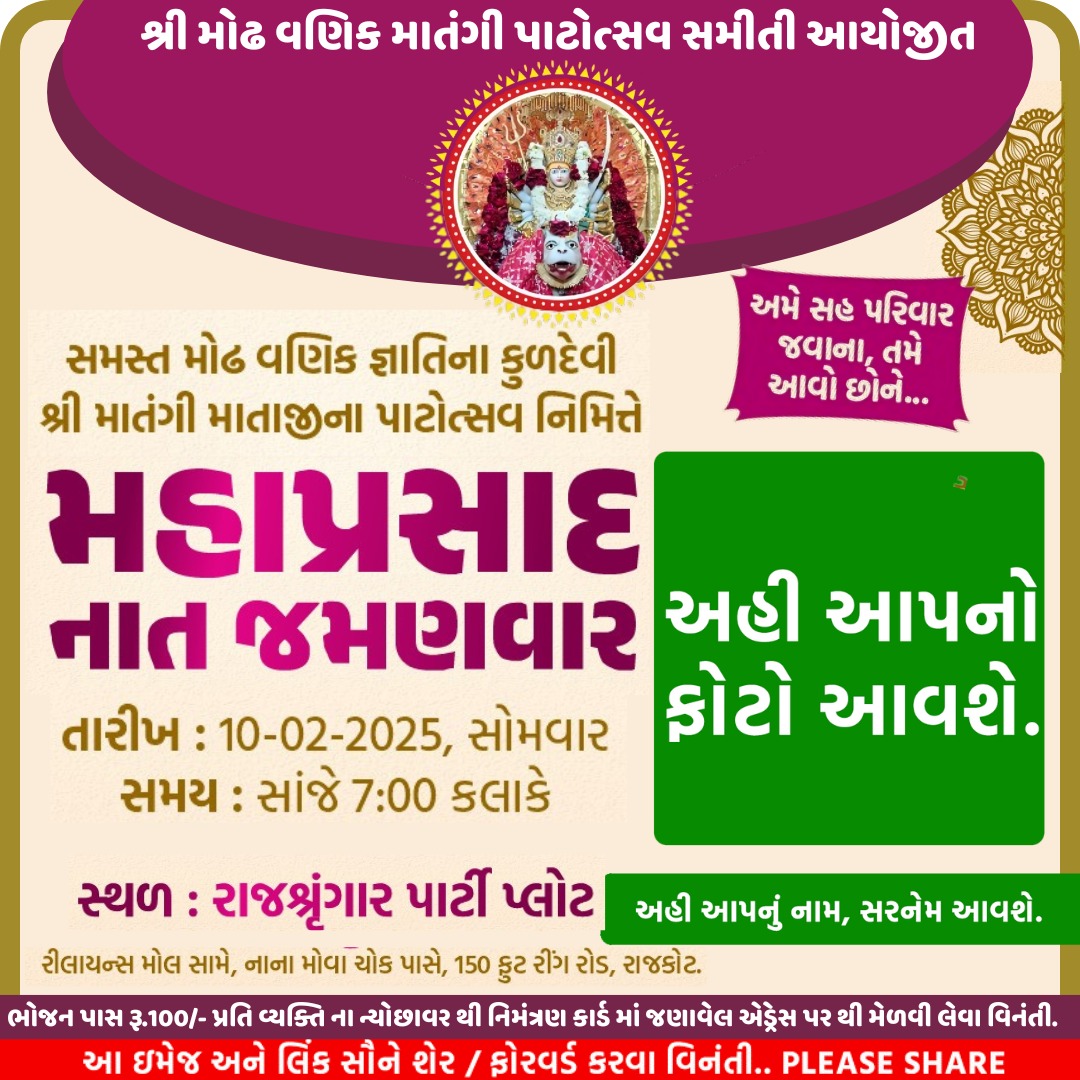 શ્રી મોઢ વણિક માતંગી પાટોત્સવ સમીતી આયોજીત
અમે સહ પરિવાર
જવાના, તમે
આવો છોને...
સમસ્ત મોઢ વણિક જ્ઞાતિના કુળદેવી
શ્રી માતંગી માતાજીના પાટોત્સવ નિમિત્તે
મહાપ્રસાદ
નાત જમણવાર
અહી આપનો
ફોટો આવશે.
તારીખ : 10-02-2025, સોમવાર
સમય : સાંજે 7:00 કલાકે
સ્થળ : રાજશ્રૃંગાર પાર્ટી પ્લોટ
અહી આપનું નામ, સરનેમ આવશે.
રીલાયન્સ મોલ સામે, નાના મોવા ચોક પાસે, 150 ફુટ રીંગ રોડ, રાજકોટ.
ભોજન પાસ રૂ.100/- પ્રતિ વ્યક્તિ ના ન્યોછાવર થી નિમંત્રણ કાર્ડ માં જણાવેલ એડ્રેસ પર થી મેળવી લેવા વિનંતી.
આ ઇમેજ અને લિંક સૌને શેર / ફોરવર્ડ કરવા વિનંતી.. PLEASE SHARE